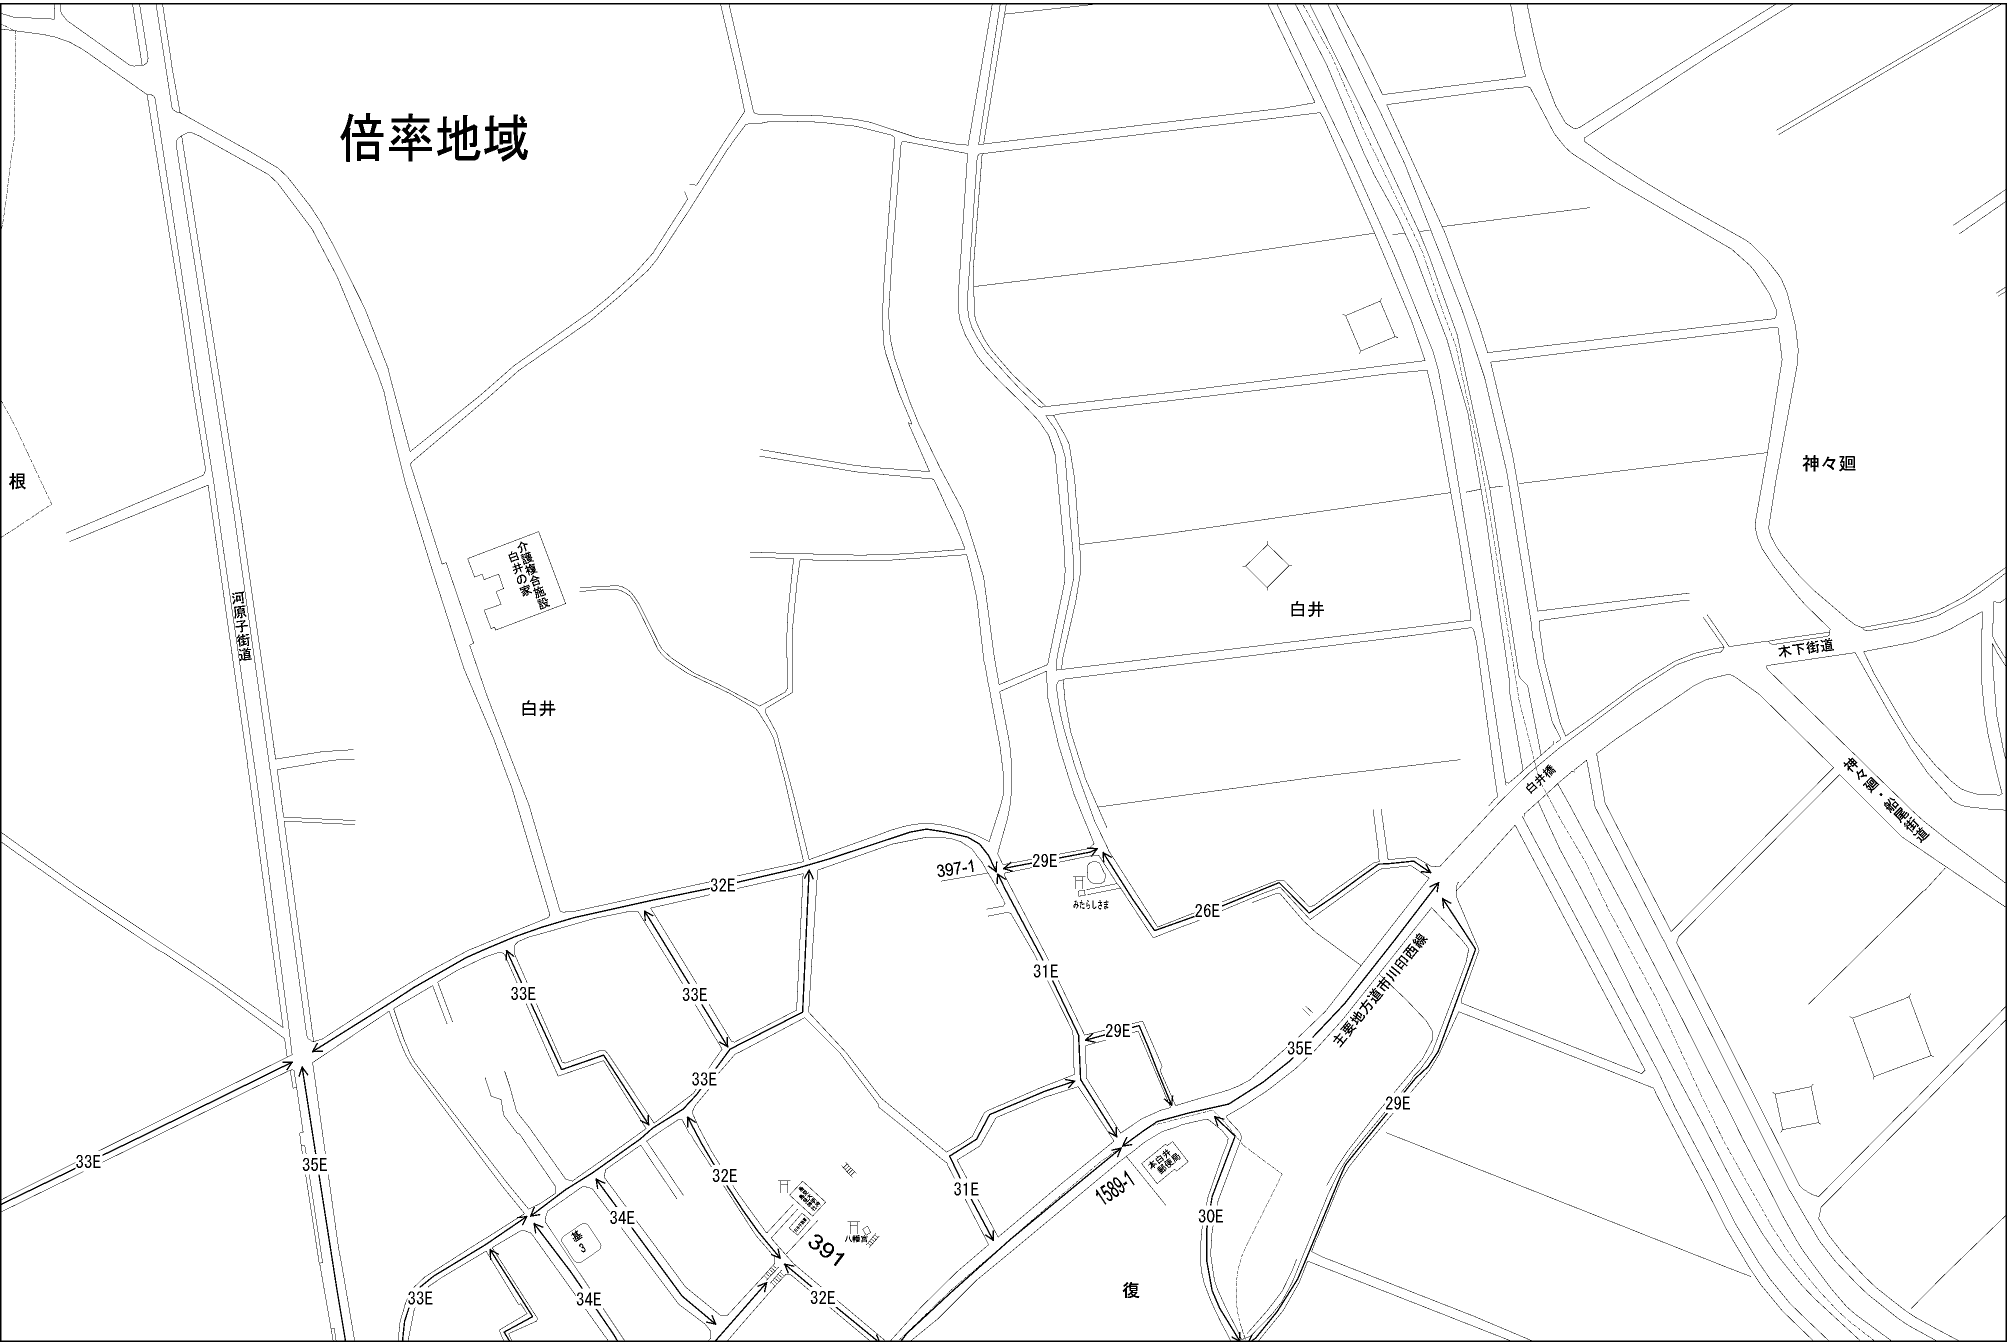 倍率地域
根
神々廻
介護複合施設
白井の家
河原子街道
白井
木下街道
白井
白井橋
神々廻・船尾街道
397-1
29E
32E
みたらしさま
26E
31E
33E
33E
主要地方道市川印西線
29E
35E
33E
29E
33E
35E
本白井
郵便局
32E
1589-1
31E
34E
30E
基
3
八幡宮
391
復
33E
34E
32E